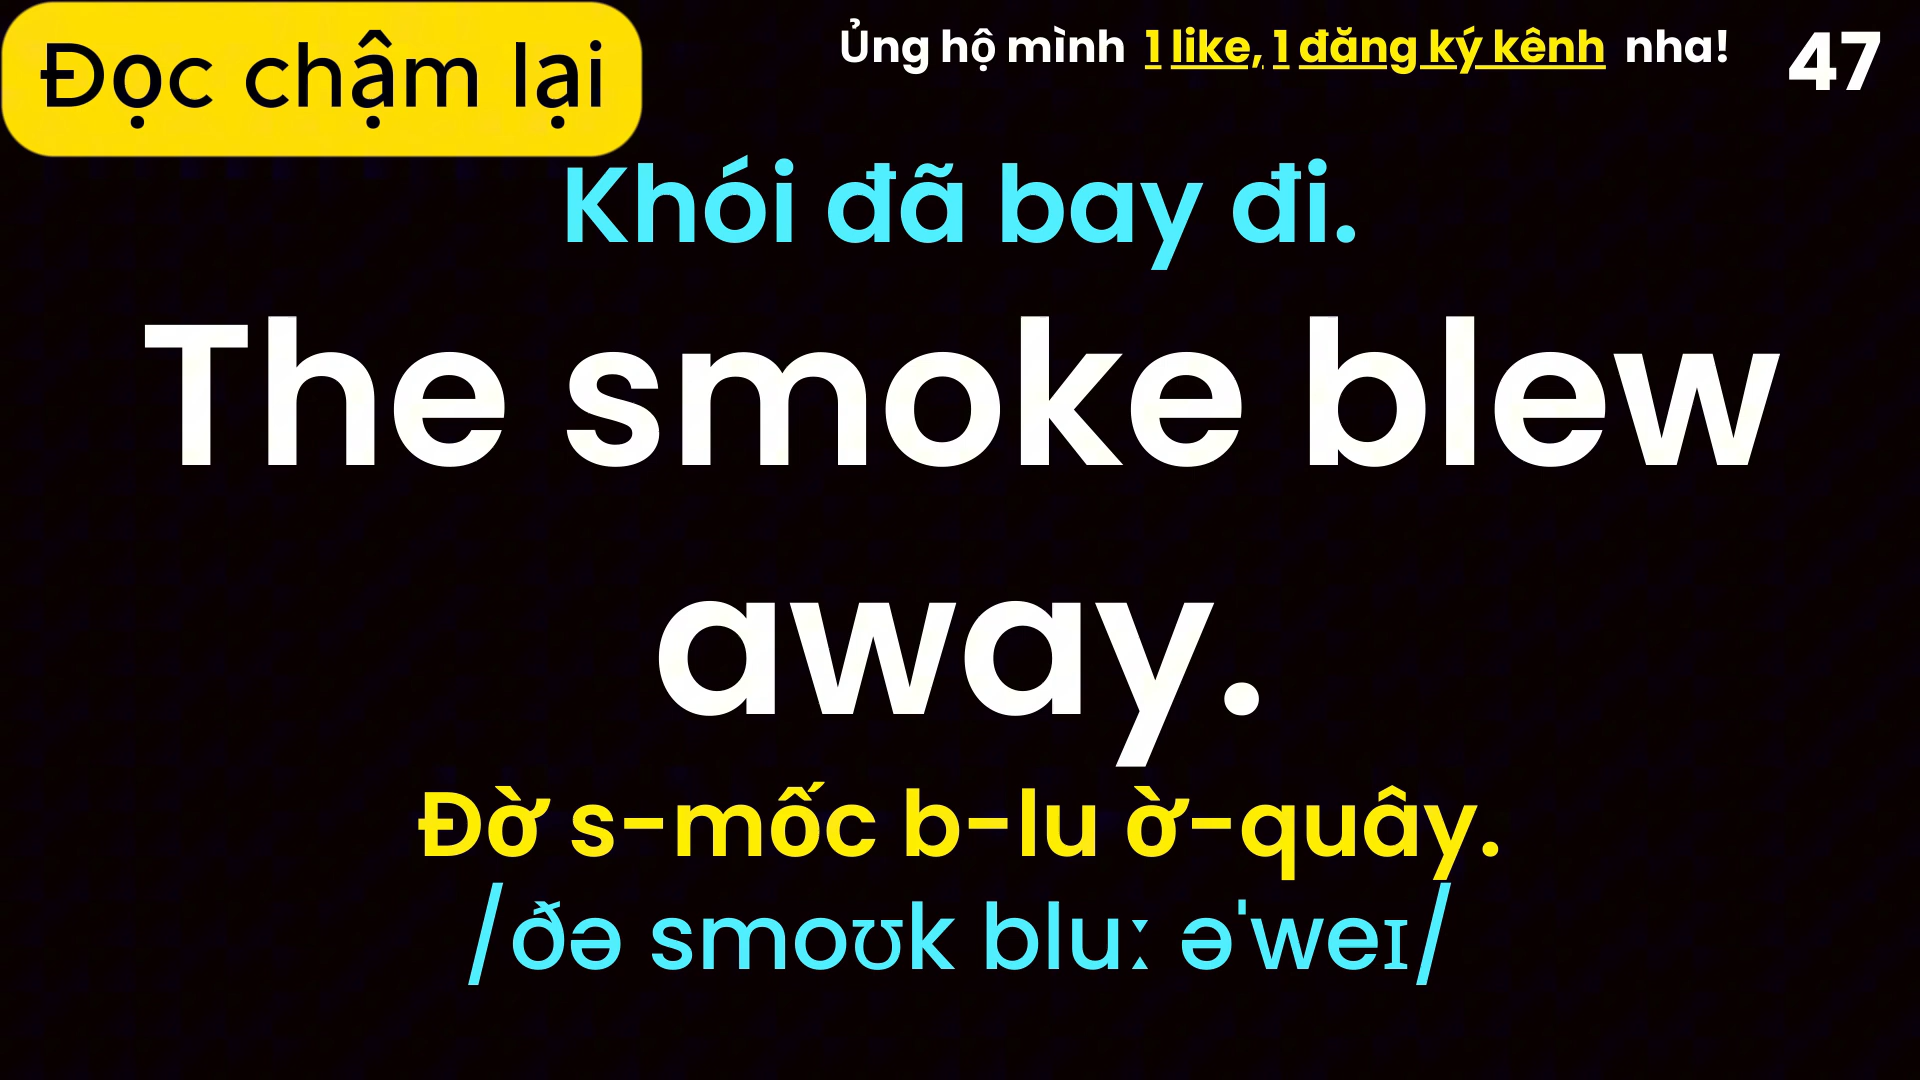 Đọc chậm lại
Ủng hộ mình 1 like, 1 đăng ký kênh nha!
47
Khói đã bay đi.
The smoke blew
away.
Đờ s-mốc b-lu ờ-quây.
/ðə smoʊk bluː əˈweɪ/